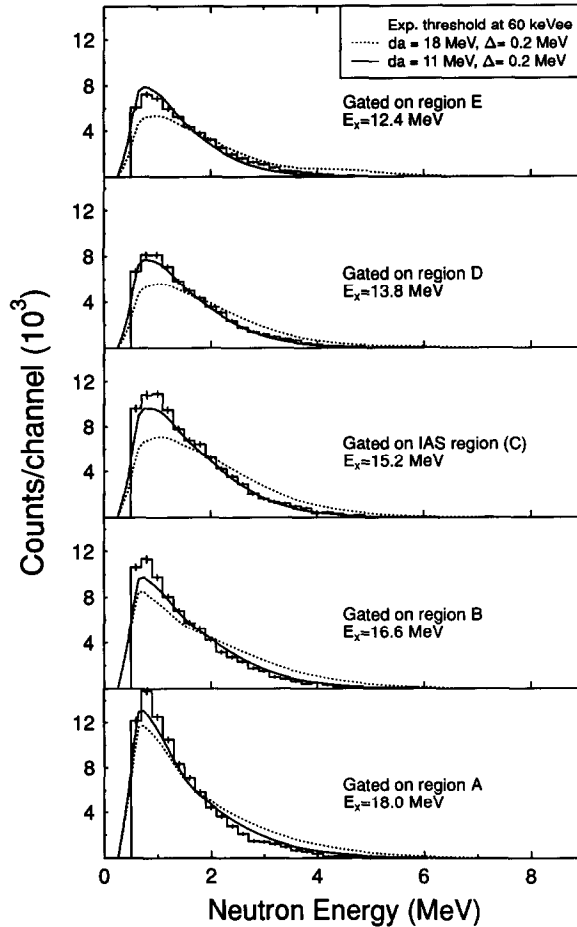 Exp. threshold at 60 keVee
da = 18 MeV, Δ= 0.2 MeV
da = 11 MeV, Δ= 0.2 MeV
12
8
4
Gated on region E
Ex=12.4 MeV
12
8
4
Gated on region D
Ex=13.8 MeV
12
8
4
Gated on IAS region (C)
Ex=15.2 MeV
12
8
4
Gated on region B
Ex=16.6 MeV
12
8
4
Gated on region A
Ex=18.0 MeV
Counts/channel (10³)
0 2 4 6 8
Neutron Energy (MeV)